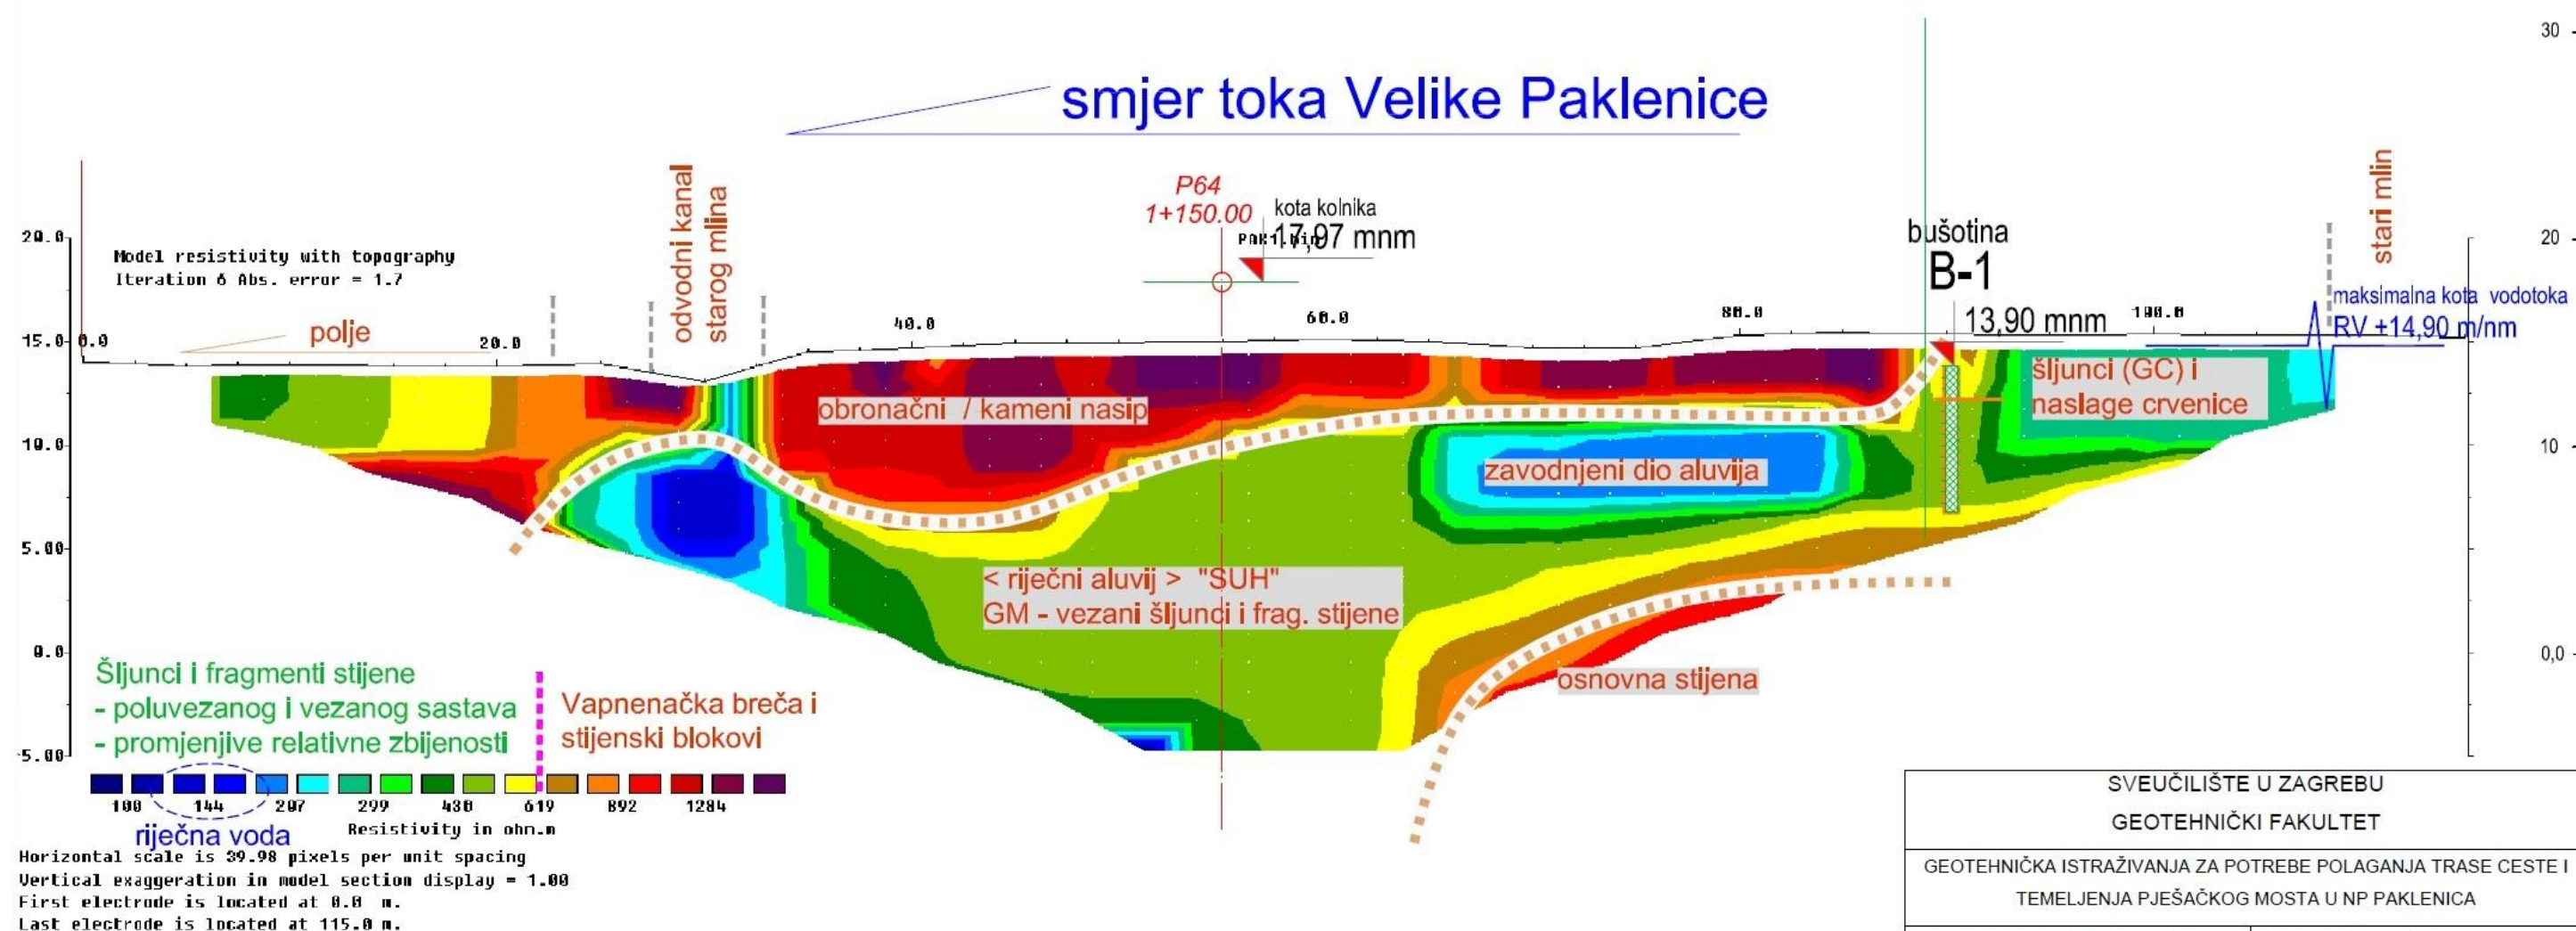 30
smjer toka Velike Paklenice
odvodni kanal
starog mlina
P64
1+150.00
kota kolnika
17,97 mnm
stari mlin
bušotina
B-1
20.0
20
Model resistivity with topography
Iteration 6 Abs. error = 1.7
maksimalna kota vodotoka
RV +14,90 m/nm
polje
15.0
0.0
20.0
40.0
60.0
80.0
100.0
13,90 mnm
šljunci (GC) i
naslage crvenice
obronačni / kameni nasip
10.0
10
zavodnjeni dio aluvija
5.00
< riječni aluvij > "SUH"
GM - vezani šljunci i frag. stijene
0.0
0,0
osnovna stijena
Šljunci i fragmenti stijene
- poluvezanog i vezanog sastava
- promjenjive relativne zbijenosti
Vapnenačka breča i
stijenski blokovi
-5.00
100 144 207 299 430 619 892 1284
riječna voda
Resistivity in ohm.m
Horizontal scale is 39.98 pixels per unit spacing
Vertical exaggeration in model section display = 1.00
First electrode is located at 0.0 m.
Last electrode is located at 115.0 m.
SVEUČILIŠTE U ZAGREBU
GEOTEHNIČKI FAKULTET
GEOTEHNIČKA ISTRAŽIVANJA ZA POTREBE POLAGANJA TRASE CESTE I
TEMELJENJA PJEŠAČKOG MOSTA U NP PAKLENICA